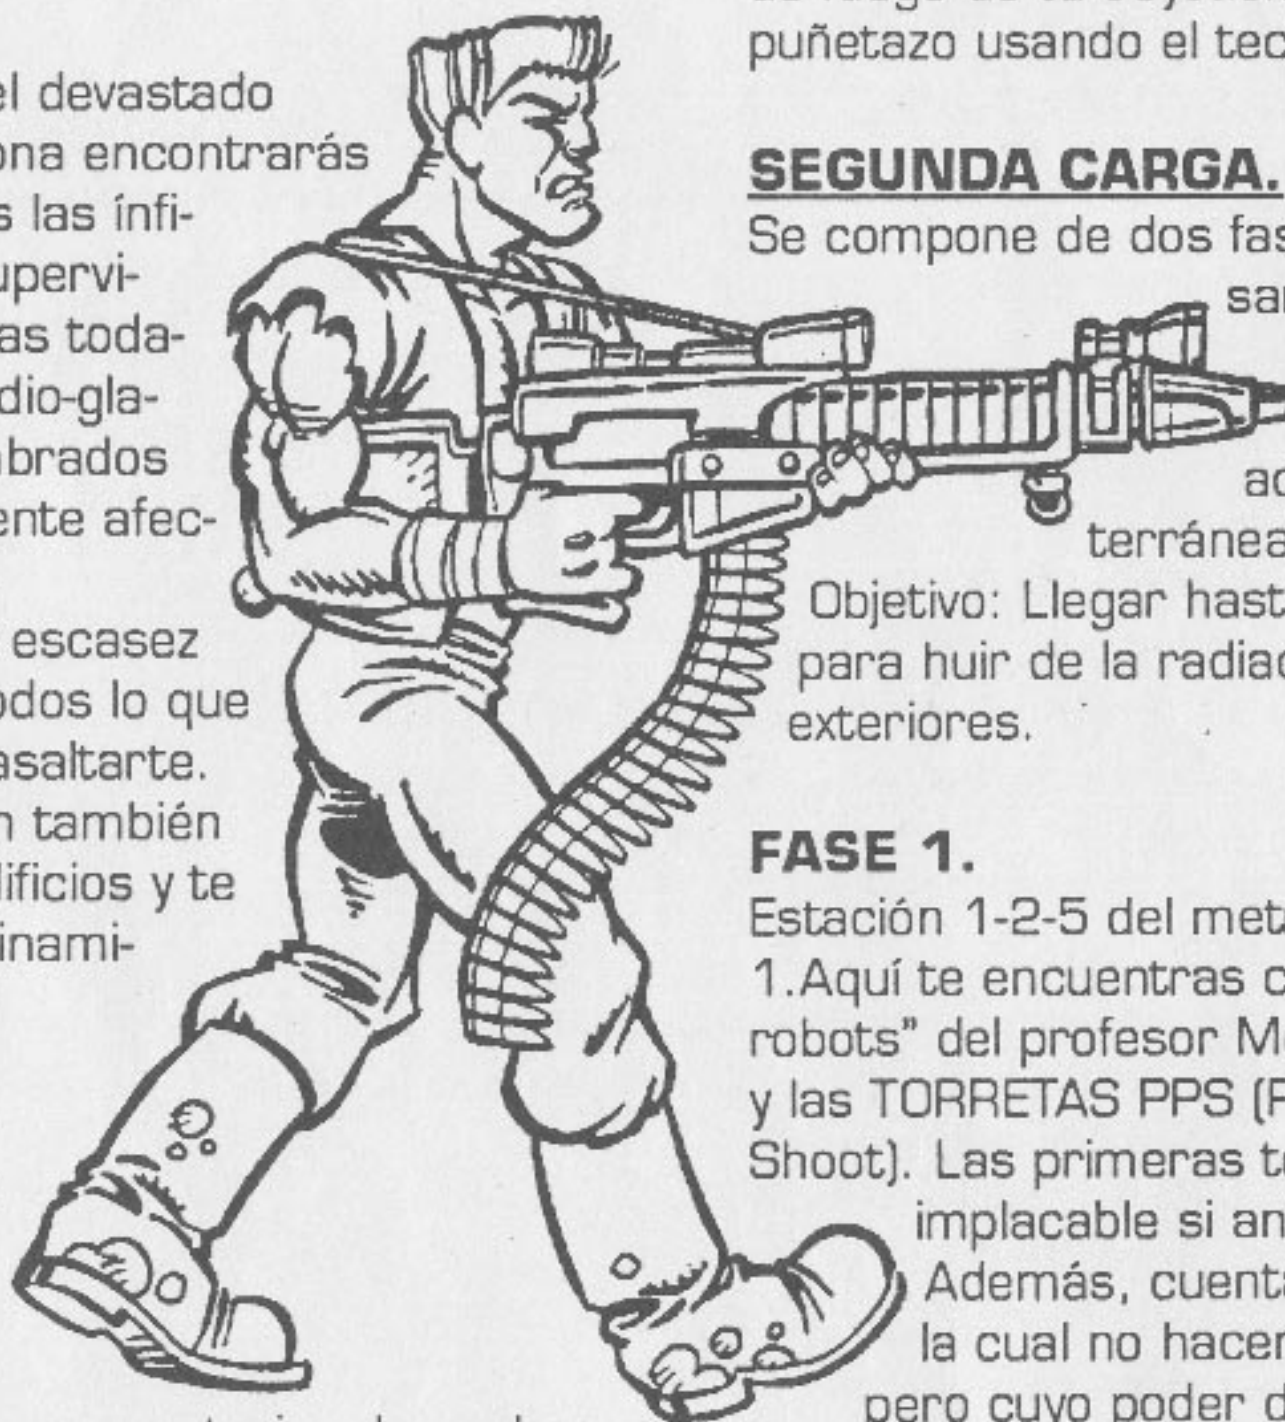 el devastado
ona encontrarás
s las ínfi-
upervi-
as toda-
dio-gla-
brados
ente afec-
escasez
odos lo que
asaltarte.
n también
ificios y te
inami-
puñetazo usando el tec
SEGUNDA CARGA.
Se compone de dos fas
sar
ac
terránea
Objetivo: Llegar hast
para huir de la radiac
exteriores.
FASE 1.
Estación 1-2-5 del met
1.Aquí te encuentras c
robots" del profesor M
y las TORRETAS PPS (P
Shoot). Las primeras t
implacable si an
Además, cuenta
la cual no hacen
pero cuyo poder d